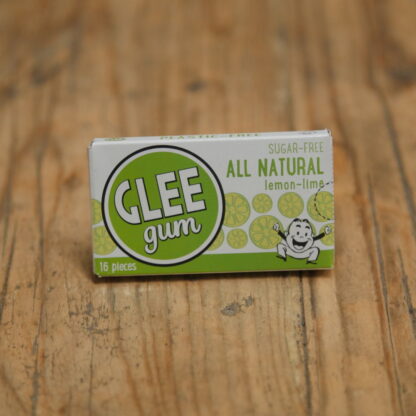 PLASTIC-FREE
SUGAR-FREE
ALL NATURAL
lemon-lime
GLEE
gum
16 pieces